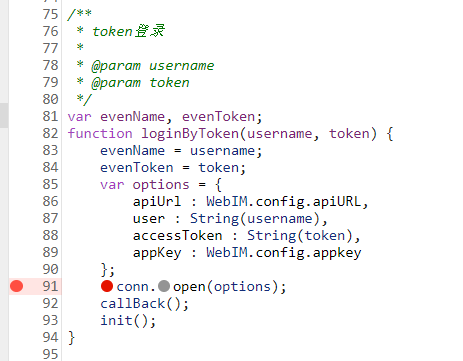 75 /**
76 * token登录
77 *
78 * @param username
79 * @param token
80 */
81 var evenName, evenToken;
82 function loginByToken(username, token) {
83 evenName = username;
84 evenToken = token;
85 var options = {
86 apiUrl : WebIM.config.apiURL,
87 user : String(username),
88 accessToken : String(token),
89 appKey : WebIM.config.appkey
90 };
91 conn.open(options);
92 callBack();
93 init();
94 }
95